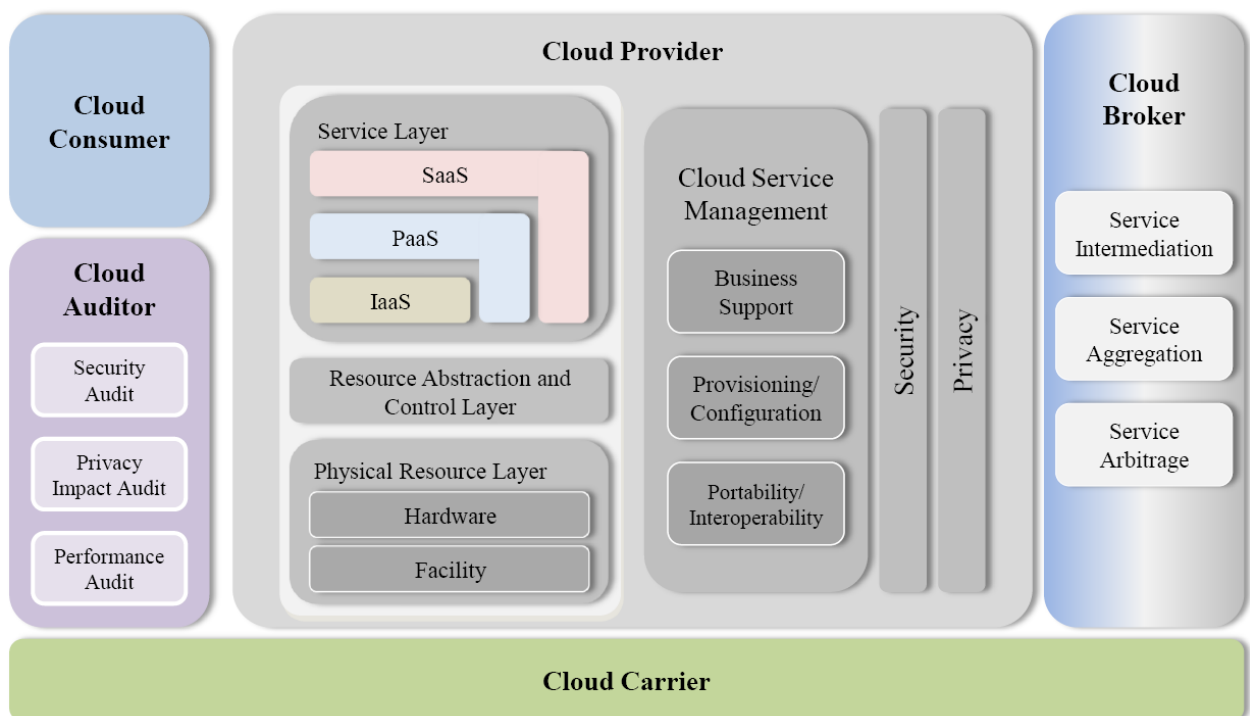 Cloud
Consumer
Cloud
Auditor
Security
Audit
Privacy
Impact Audit
Performance
Audit
Cloud Provider
Service Layer
SaaS
PaaS
IaaS
Resource Abstraction and
Control Layer
Physical Resource Layer
Hardware
Facility
Cloud Service
Management
Business
Support
Provisioning/
Configuration
Portability/
Interoperability
Security
Privacy
Cloud
Broker
Service
Intermediation
Service
Aggregation
Service
Arbitrage
Cloud Carrier